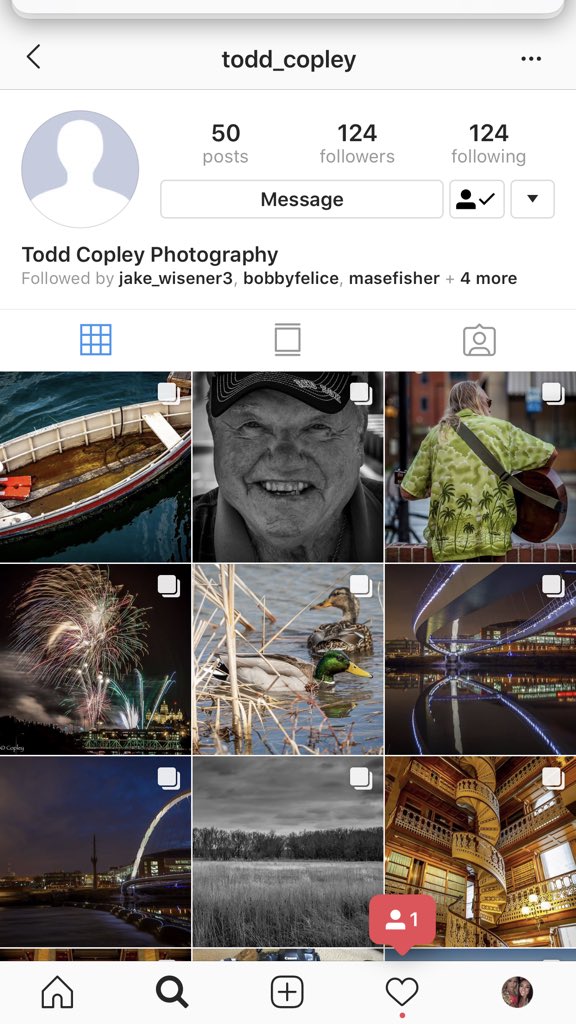 todd_copley
50 124 124
posts followers following
Message
Todd Copley Photography
Followed by jake_wisener3, bobbyfelice, masefisher + 4 more
© Copley
1